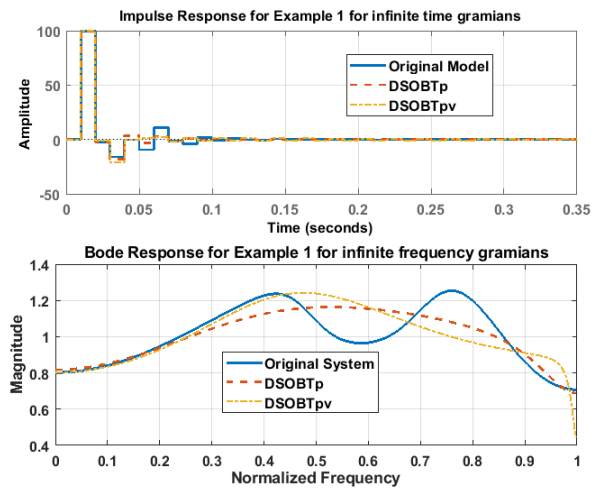 Impulse Response for Example 1 for infinite time gramians
Amplitude
100
50
0
-50
Original Model
DSOBTp
DSOBTpv
0 0.05 0.1 0.15 0.2 0.25 0.3 0.35
Time (seconds)
Bode Response for Example 1 for infinite frequency gramians
Magnitude
1.4
1.2
1
0.8
0.6
0.4
Original System
DSOBTp
DSOBTpv
0 0.1 0.2 0.3 0.4 0.5 0.6 0.7 0.8 0.9 1
Normalized Frequency